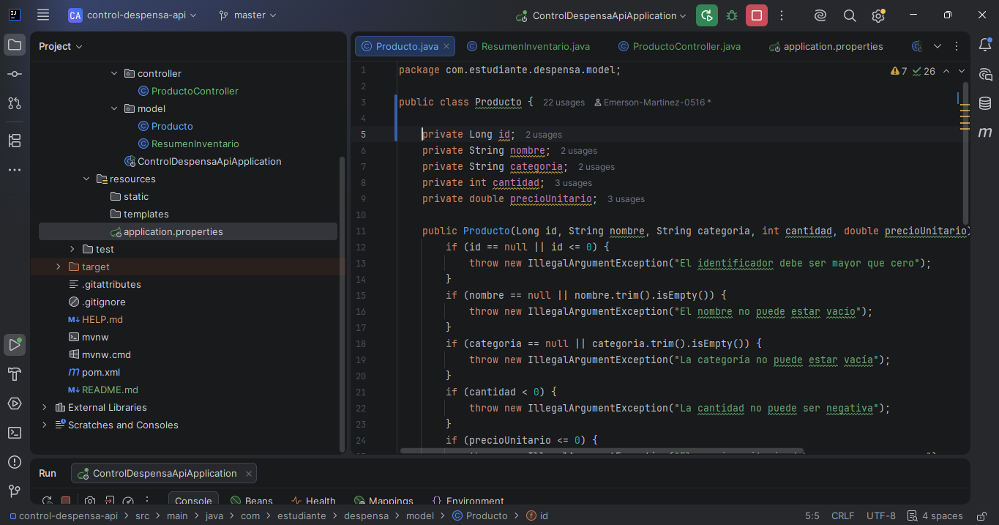 CA control-despensa-api master ControlDespensaApiApplication
Project
controller
ProductoController
model
Producto
ResumenInventario
ControlDespensaApiApplication
resources
static
templates
application.properties
test
target
.gitattributes
.gitignore
M↓ HELP.md
mvnw
mvnw.cmd
m pom.xml
M↓ README.md
External Libraries
Scratches and Consoles
Producto.java ResumenInventario.java ProductoController.java application.properties
7 26
1 package com.estudiante.despensa.model;
2
3 public class Producto { 22 usages Emerson-Martinez-0516 *
4
5 private Long id; 2 usages
6 private String nombre; 2 usages
7 private String categoria; 2 usages
8 private int cantidad; 3 usages
9 private double precioUnitario; 3 usages
10
11 public Producto(Long id, String nombre, String categoria, int cantidad, double precioUnitario)
12 if (id == null || id <= 0) {
13 throw new IllegalArgumentException("El identificador debe ser mayor que cero");
14 }
15 if (nombre == null || nombre.trim().isEmpty()) {
16 throw new IllegalArgumentException("El nombre no puede estar vacío");
17 }
18 if (categoria == null || categoria.trim().isEmpty()) {
19 throw new IllegalArgumentException("La categoría no puede estar vacía");
20 }
21 if (cantidad < 0) {
22 throw new IllegalArgumentException("La cantidad no puede ser negativa");
23 }
24 if (precioUnitario <= 0) {
Run ControlDespensaApiApplication
Console Beans Health Mappings Environment
control-despensa-api > src > main > java > com > estudiante > despensa > model > Producto > id 5:5 CRLF UTF-8 4 spaces